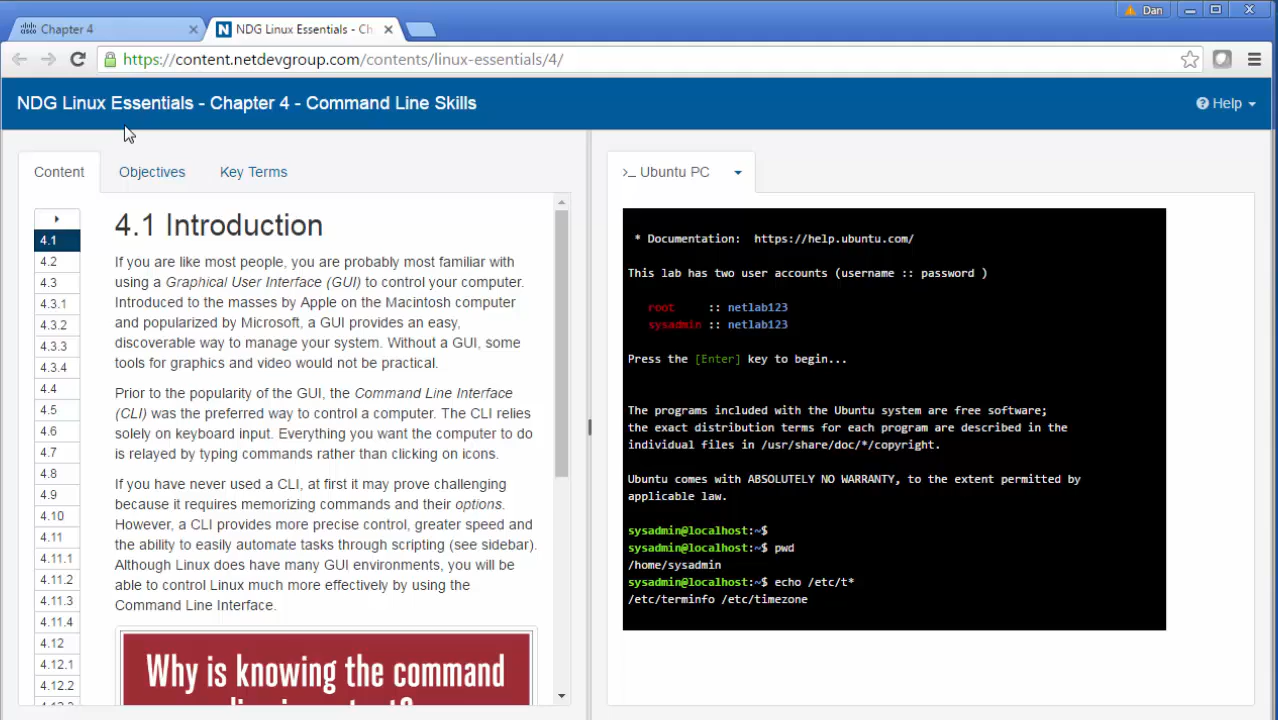 Chapter 4
NDG Linux Essentials - Ch
Dan
https://content.netdevgroup.com/contents/linux-essentials/4/
NDG Linux Essentials - Chapter 4 - Command Line Skills
Help
Content
Objectives
Key Terms
4.1
4.2
4.3
4.3.1
4.3.2
4.3.3
4.3.4
4.4
4.5
4.6
4.7
4.8
4.9
4.10
4.11
4.11.1
4.11.2
4.11.3
4.11.4
4.12
4.12.1
4.12.2
4.1 Introduction
If you are like most people, you are probably most familiar with
using a Graphical User Interface (GUI) to control your computer.
Introduced to the masses by Apple on the Macintosh computer
and popularized by Microsoft, a GUI provides an easy,
discoverable way to manage your system. Without a GUI, some
tools for graphics and video would not be practical.
Prior to the popularity of the GUI, the Command Line Interface
(CLI) was the preferred way to control a computer. The CLI relies
solely on keyboard input. Everything you want the computer to do
is relayed by typing commands rather than clicking on icons.
If you have never used a CLI, at first it may prove challenging
because it requires memorizing commands and their options.
However, a CLI provides more precise control, greater speed and
the ability to easily automate tasks through scripting (see sidebar).
Although Linux does have many GUI environments, you will be
able to control Linux much more effectively by using the
Command Line Interface.
Why is knowing the command
>_ Ubuntu PC
* Documentation: https://help.ubuntu.com/
This lab has two user accounts (username :: password )
root :: netlab123
sysadmin :: netlab123
Press the [Enter] key to begin...
The programs included with the Ubuntu system are free software;
the exact distribution terms for each program are described in the
individual files in /usr/share/doc/*/copyright.
Ubuntu comes with ABSOLUTELY NO WARRANTY, to the extent permitted by
applicable law.
sysadmin@localhost:~$
sysadmin@localhost:~$ pwd
/home/sysadmin
sysadmin@localhost:~$ echo /etc/t*
/etc/terminfo /etc/timezone